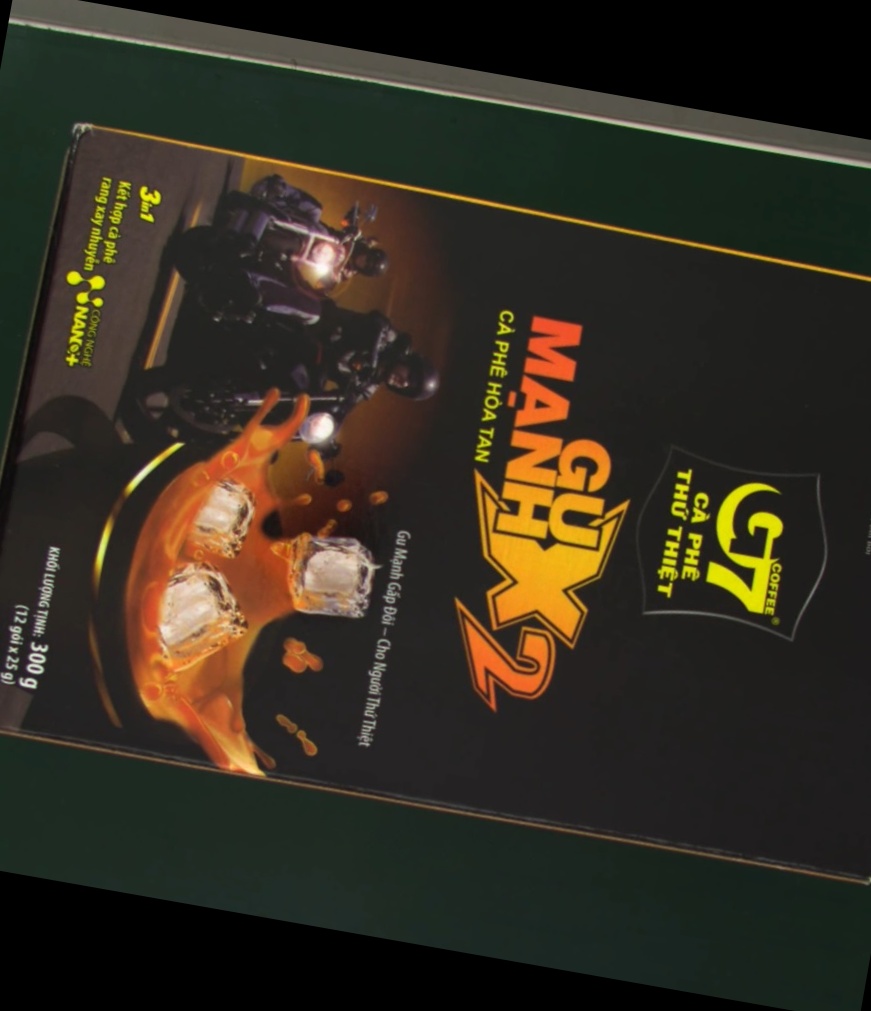 G7
COFFEE®
CÀ PHÊ
THỨ THIỆT
GU
MẠNH X2
CÀ PHÊ HÒA TAN
Gu Mạnh Gấp Đôi – Cho Người Thứ Thiệt
3in1
Kết hợp cà phê
rang xay nhuyễn
CÔNG NGHỆ
NANO+
KHỐI LƯỢNG TỊNH: 300 g
(12 gói x 25 g)